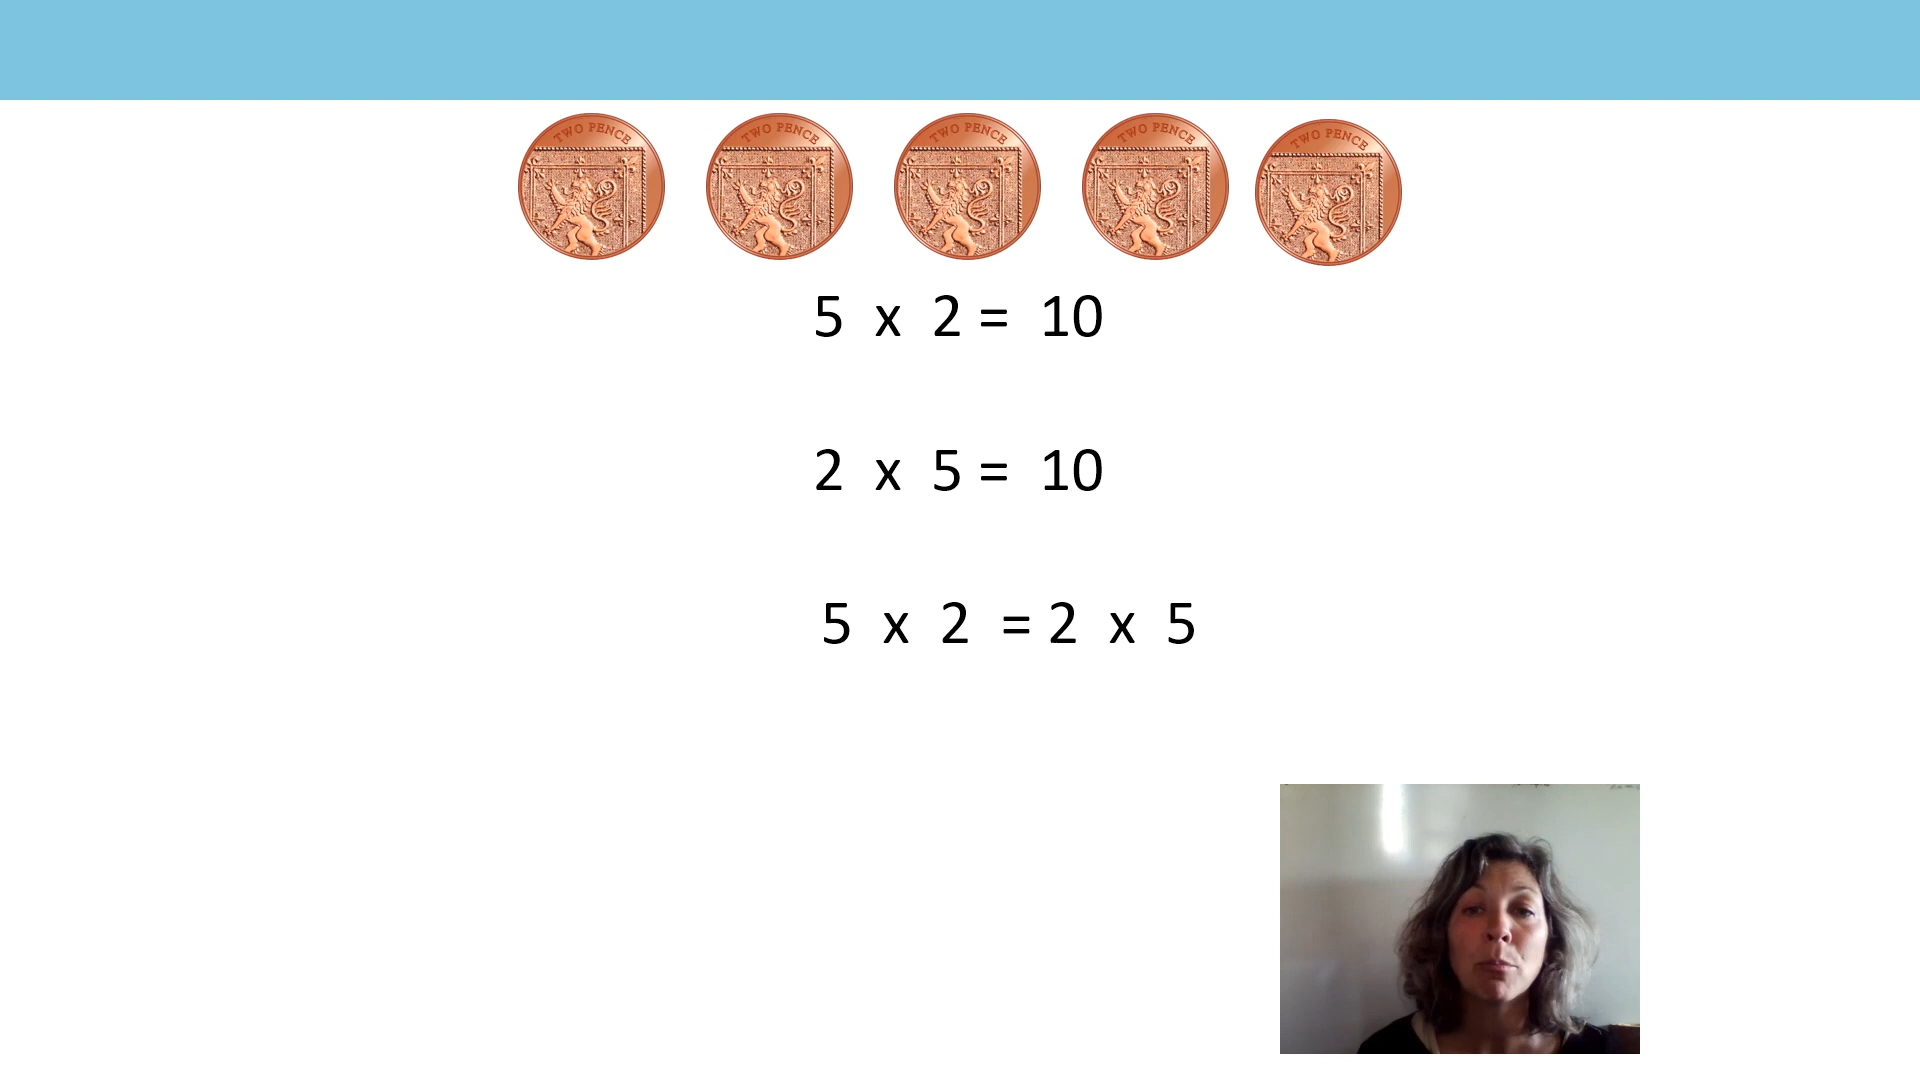 TWO PENCE TWO PENCE TWO PENCE TWO PENCE TWO PENCE
5 x 2 = 10
2 x 5 = 10
5 x 2 = 2 x 5